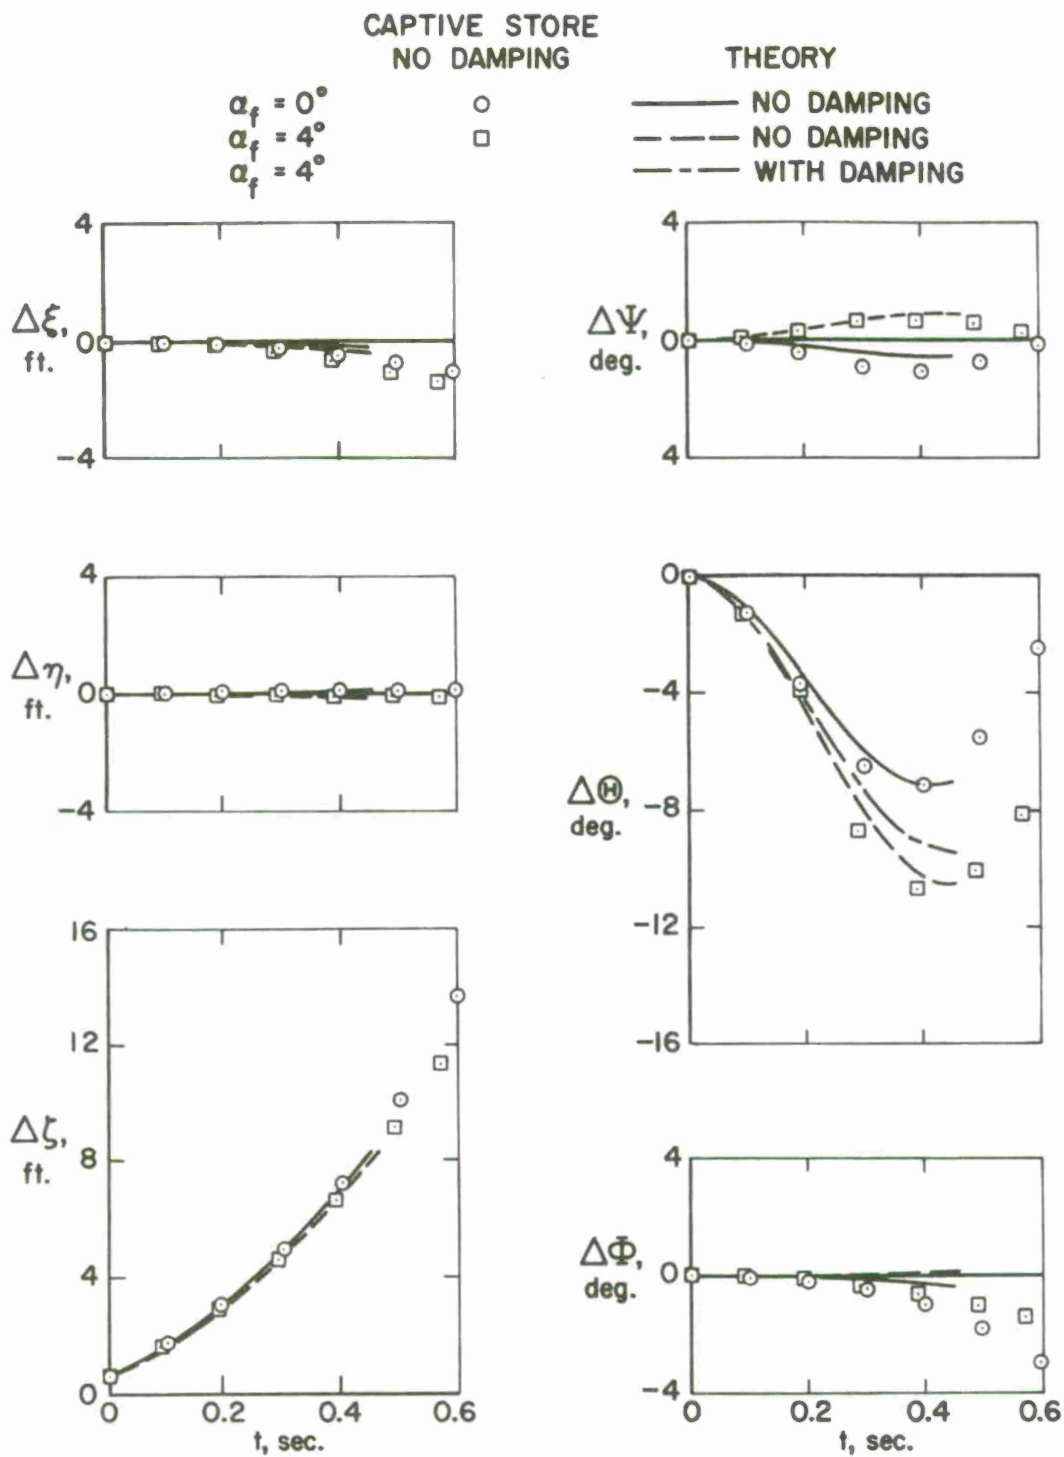 CAPTIVE STORE
NO DAMPING THEORY
α_f = 0° NO DAMPING
α_f = 4° NO DAMPING
α_f = 4° WITH DAMPING
4
Δξ, 0
ft.
-4
4
ΔΨ, 0
deg.
4
4
Δη, 0
ft.
-4
0
-4
ΔΘ, -8
deg.
-12
-16
16
12
Δζ, 8
ft.
4
0
0 0.2 0.4 0.6
t, sec.
4
ΔΦ, 0
deg.
-4
0 0.2 0.4 0.6
t, sec.